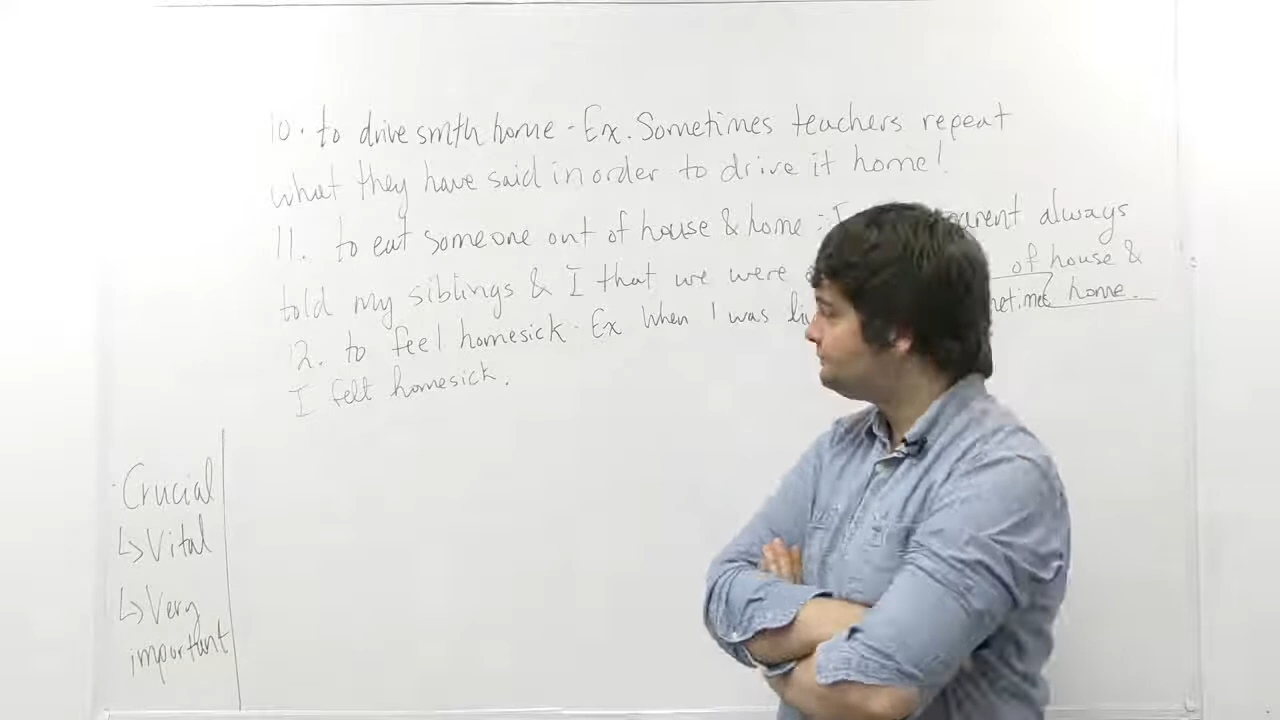 10. to drive smth home - Ex. Sometimes teachers repeat
what they have said in order to drive it home!
11. to eat someone out of house & home : always
told my siblings & I that we were of house &
home.
12. to feel homesick. Ex When I was
I felt homesick.
Crucial
↳ Vital
↳ Very
important